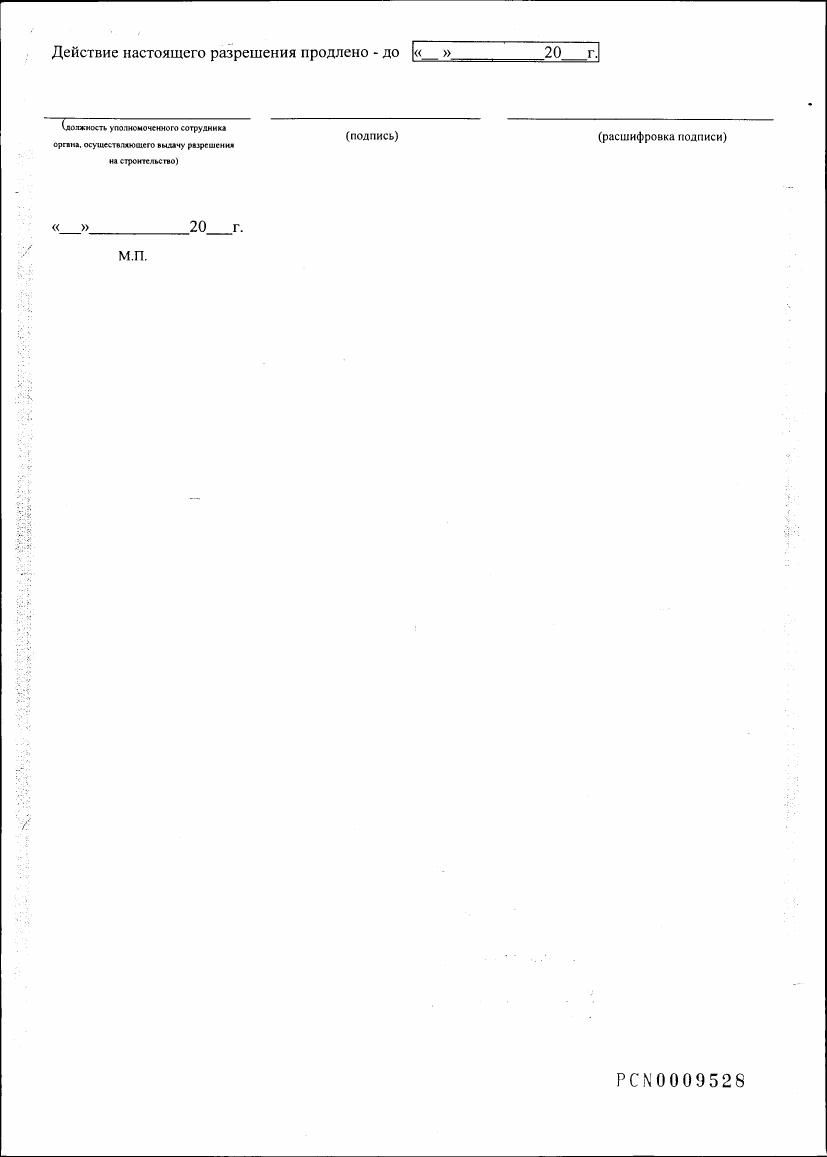 Действие настоящего разрешения продлено - до «__»__________20___г.
(должность уполномоченного сотрудника
органа, осуществляющего выдачу разрешения
на строительство)
(подпись)
(расшифровка подписи)
«__»__________20___г.
М.П.
PCN0009528